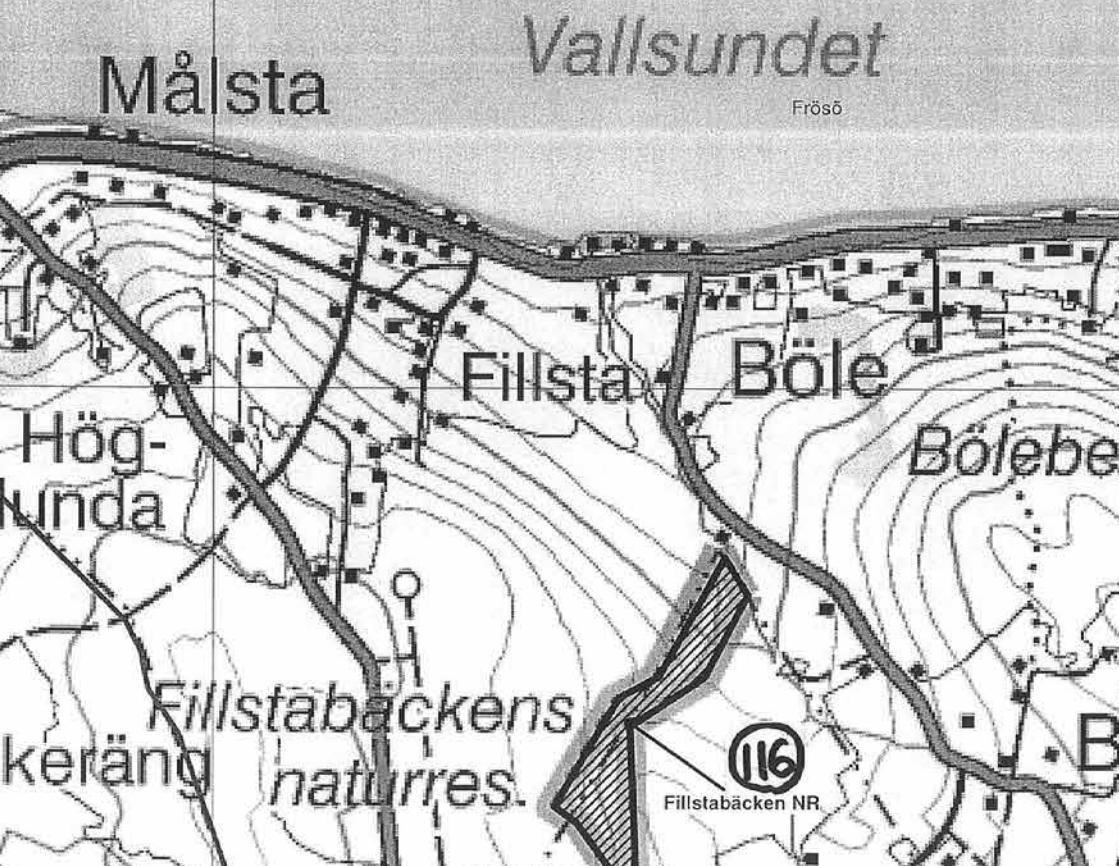 Vallsundet
Målsta
Frösö
Fillsta
Böle
Hög-
lunda
Bölebe
Fillstabäckens
naturres.
keräng
116
Fillstabäcken NR
B